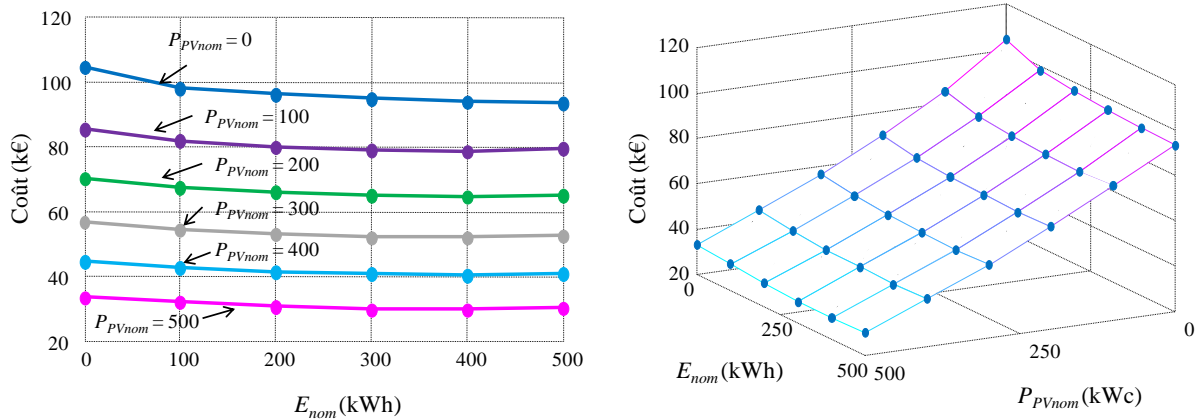 120
100
80
60
40
20
Coût (k€)
P_PVnom = 0
P_PVnom = 100
P_PVnom = 200
P_PVnom = 300
P_PVnom = 400
P_PVnom = 500
0 100 200 300 400 500
E_nom (kWh)
120
100
80
60
40
20
Coût (k€)
0
250
500
E_nom (kWh)
500
250
0
P_PVnom (kWc)